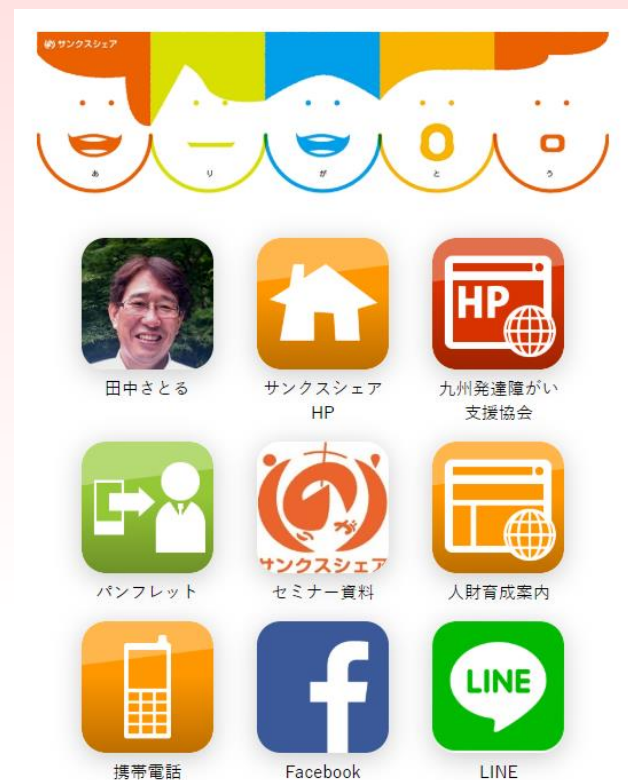 サンクスシェア
あ り が と う
田中さとる
サンクスシェア
HP
HP
九州発達障がい
支援協会
パンフレット
ありが
サンクスシェア
セミナー資料
人財育成案内
携帯電話
f
Facebook
LINE
LINE